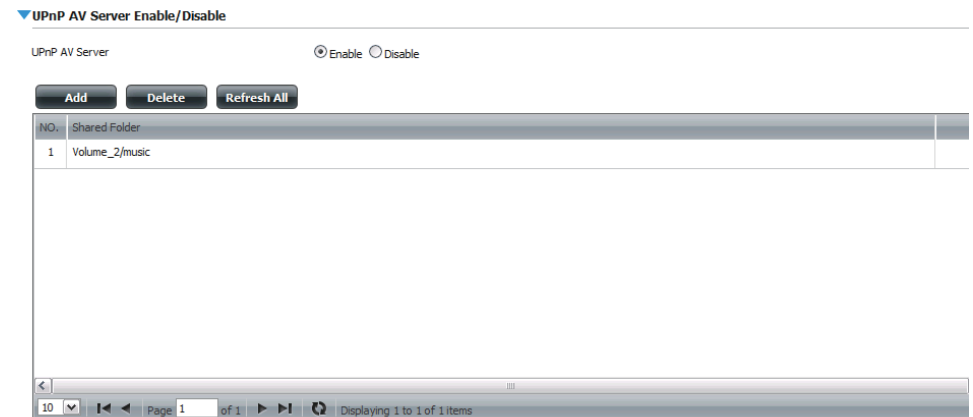 UPnP AV Server Enable/Disable
UPnP AV Server Enable Disable
Add Delete Refresh All
NO. Shared Folder
1 Volume_2/music
10 Page 1 of 1 Displaying 1 to 1 of 1 items